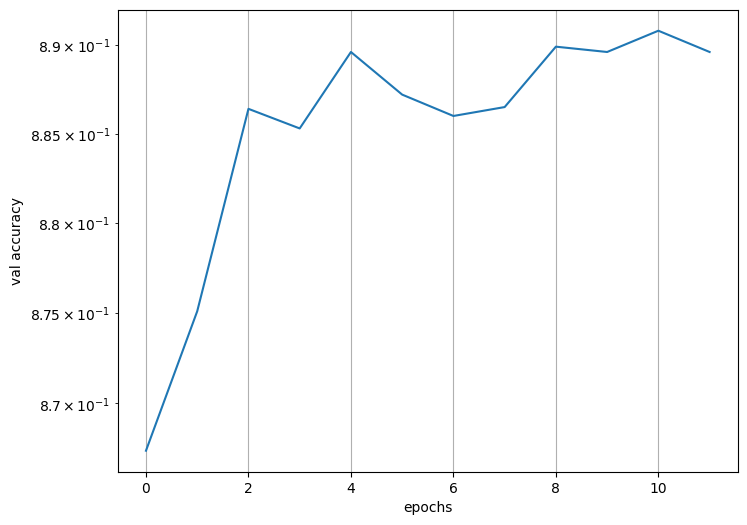 8.9 × 10⁻¹
8.85 × 10⁻¹
8.8 × 10⁻¹
8.75 × 10⁻¹
8.7 × 10⁻¹
val accuracy
0 2 4 6 8 10
epochs